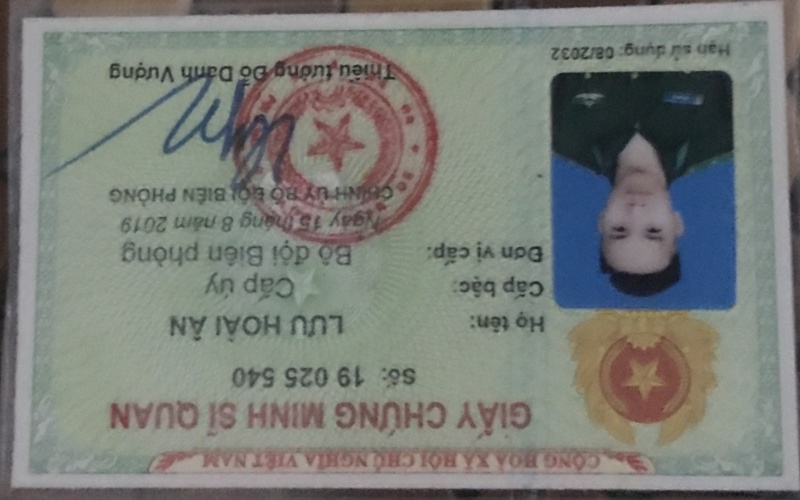 CỘNG HOÀ XÃ HỘI CHỦ NGHĨA VIỆT NAM
GIẤY CHỨNG MINH SĨ QUAN
Số: 19 025 540
Họ tên: LƯU HOÀI ÂN
Cấp bậc: Cấp úy
Đơn vị cấp: Bộ đội Biên phòng
Ngày 15 tháng 8 năm 2019
CHÍNH ỦY BỘ ĐỘI BIÊN PHÒNG
Thiếu tướng Đỗ Danh Vượng
Hạn sử dụng: 08/2032